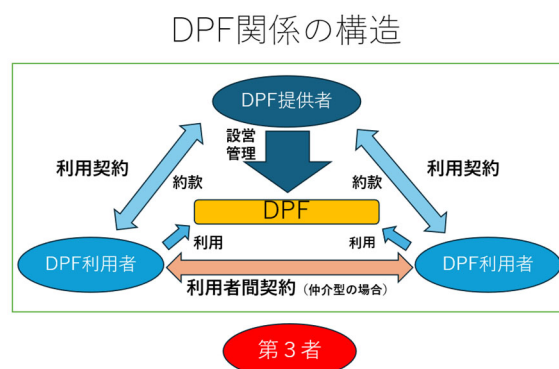 DPF関係の構造
DPF提供者
設営
管理
利用契約
約款
約款
利用契約
DPF
利用
利用
DPF利用者
DPF利用者
利用者間契約（仲介型の場合）
第３者